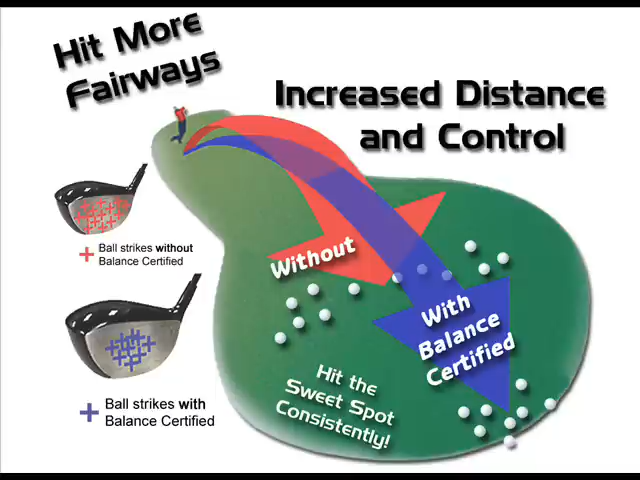 Hit More
Fairways
Increased Distance
and Control
+ Ball strikes without
Balance Certified
Without
With
Balance
Certified
Hit the
Sweet Spot
Consistently!
+ Ball strikes with
Balance Certified